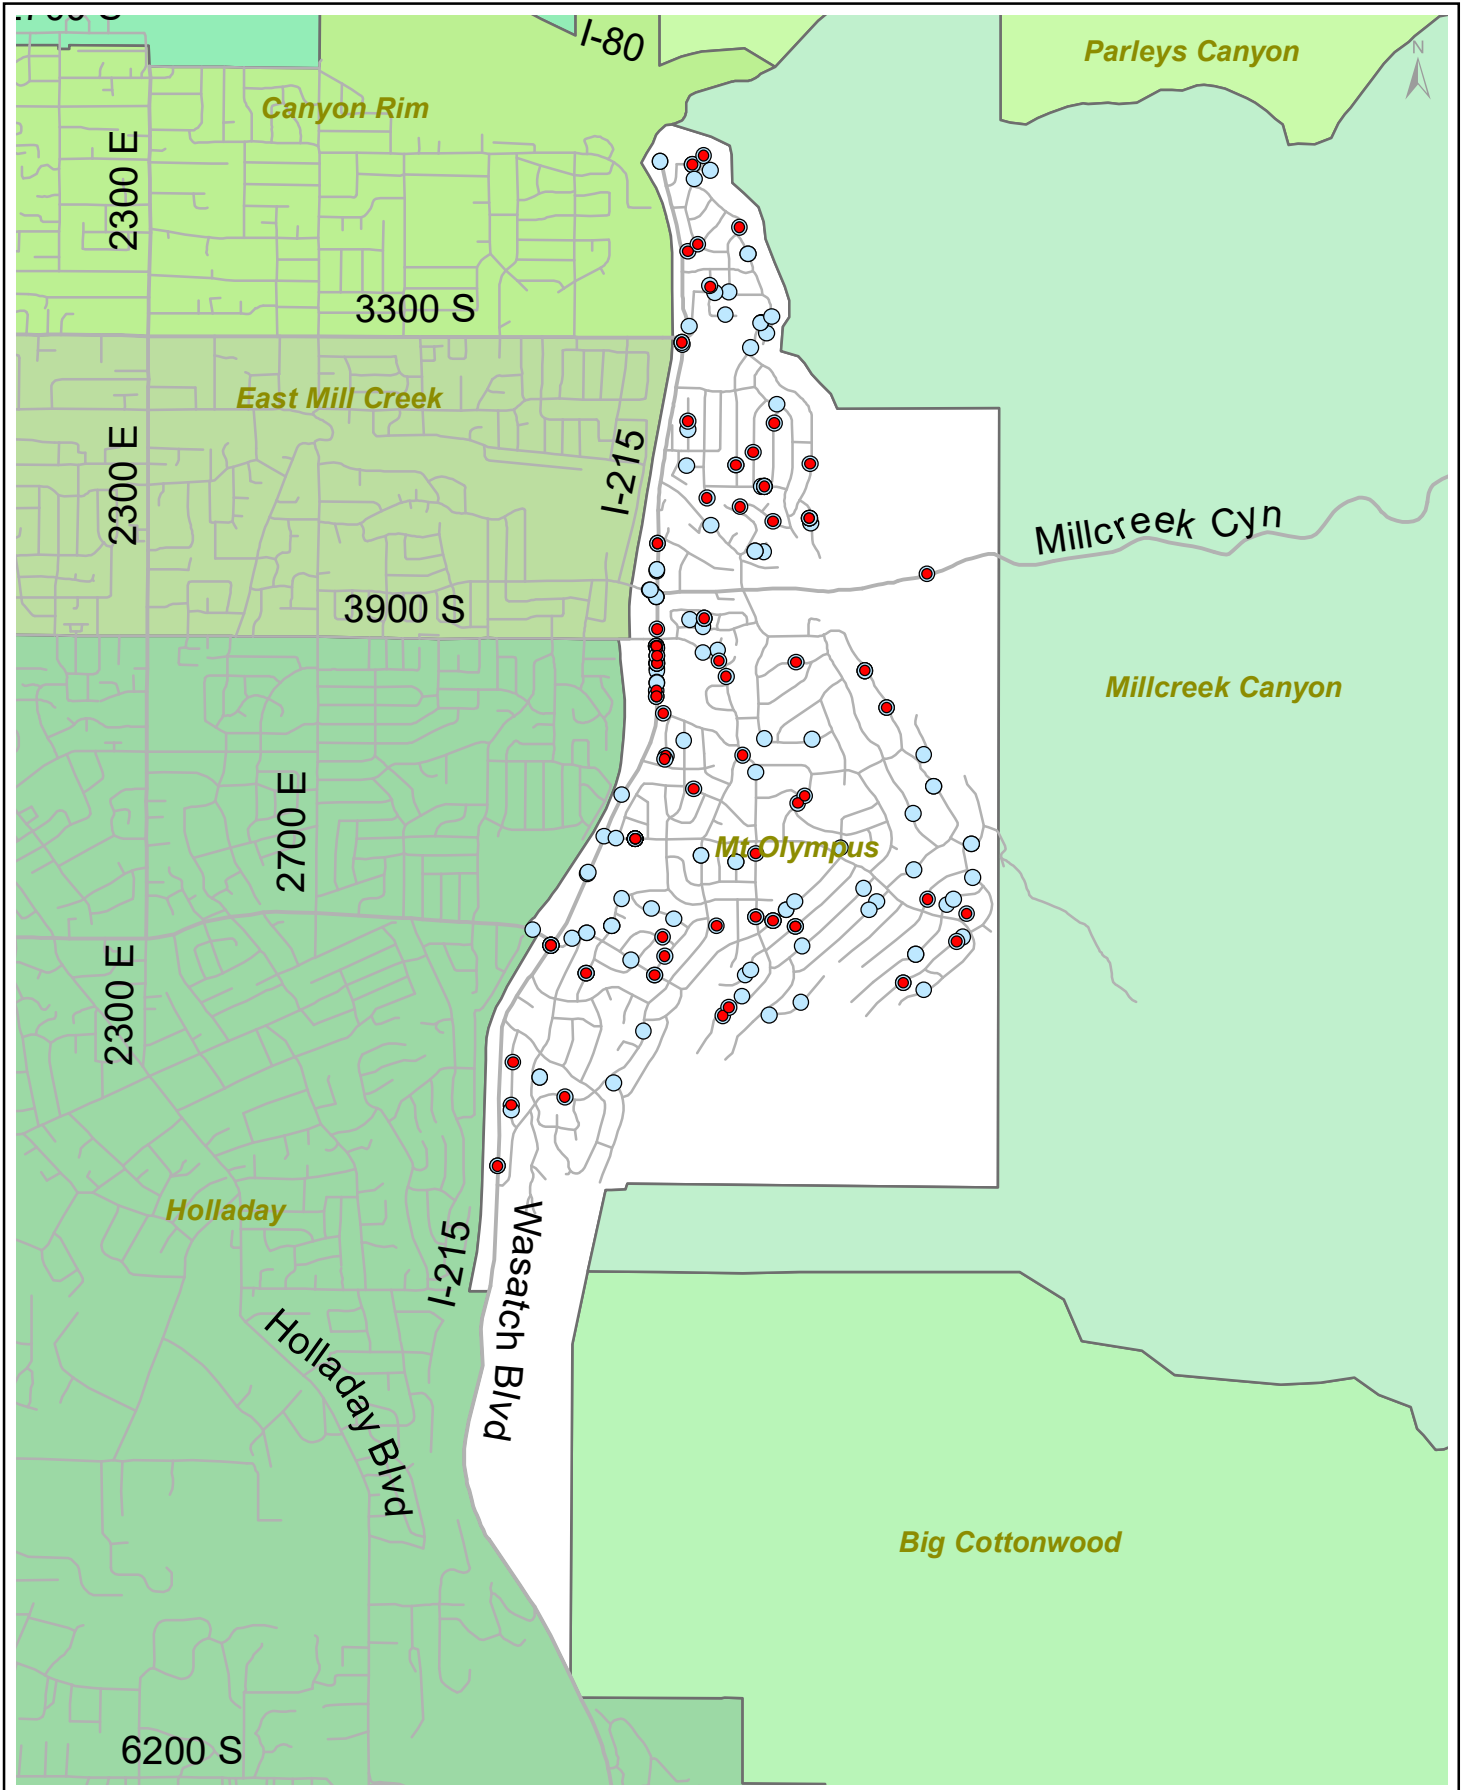 I-80
Parleys Canyon
N
Canyon Rim
2300 E
3300 S
East Mill Creek
2300 E
I-215
Millcreek Cyn
3900 S
Millcreek Canyon
2700 E
Mt Olympus
2300 E
Holladay
I-215
Wasatch Blvd
Holladay Blvd
Big Cottonwood
6200 S